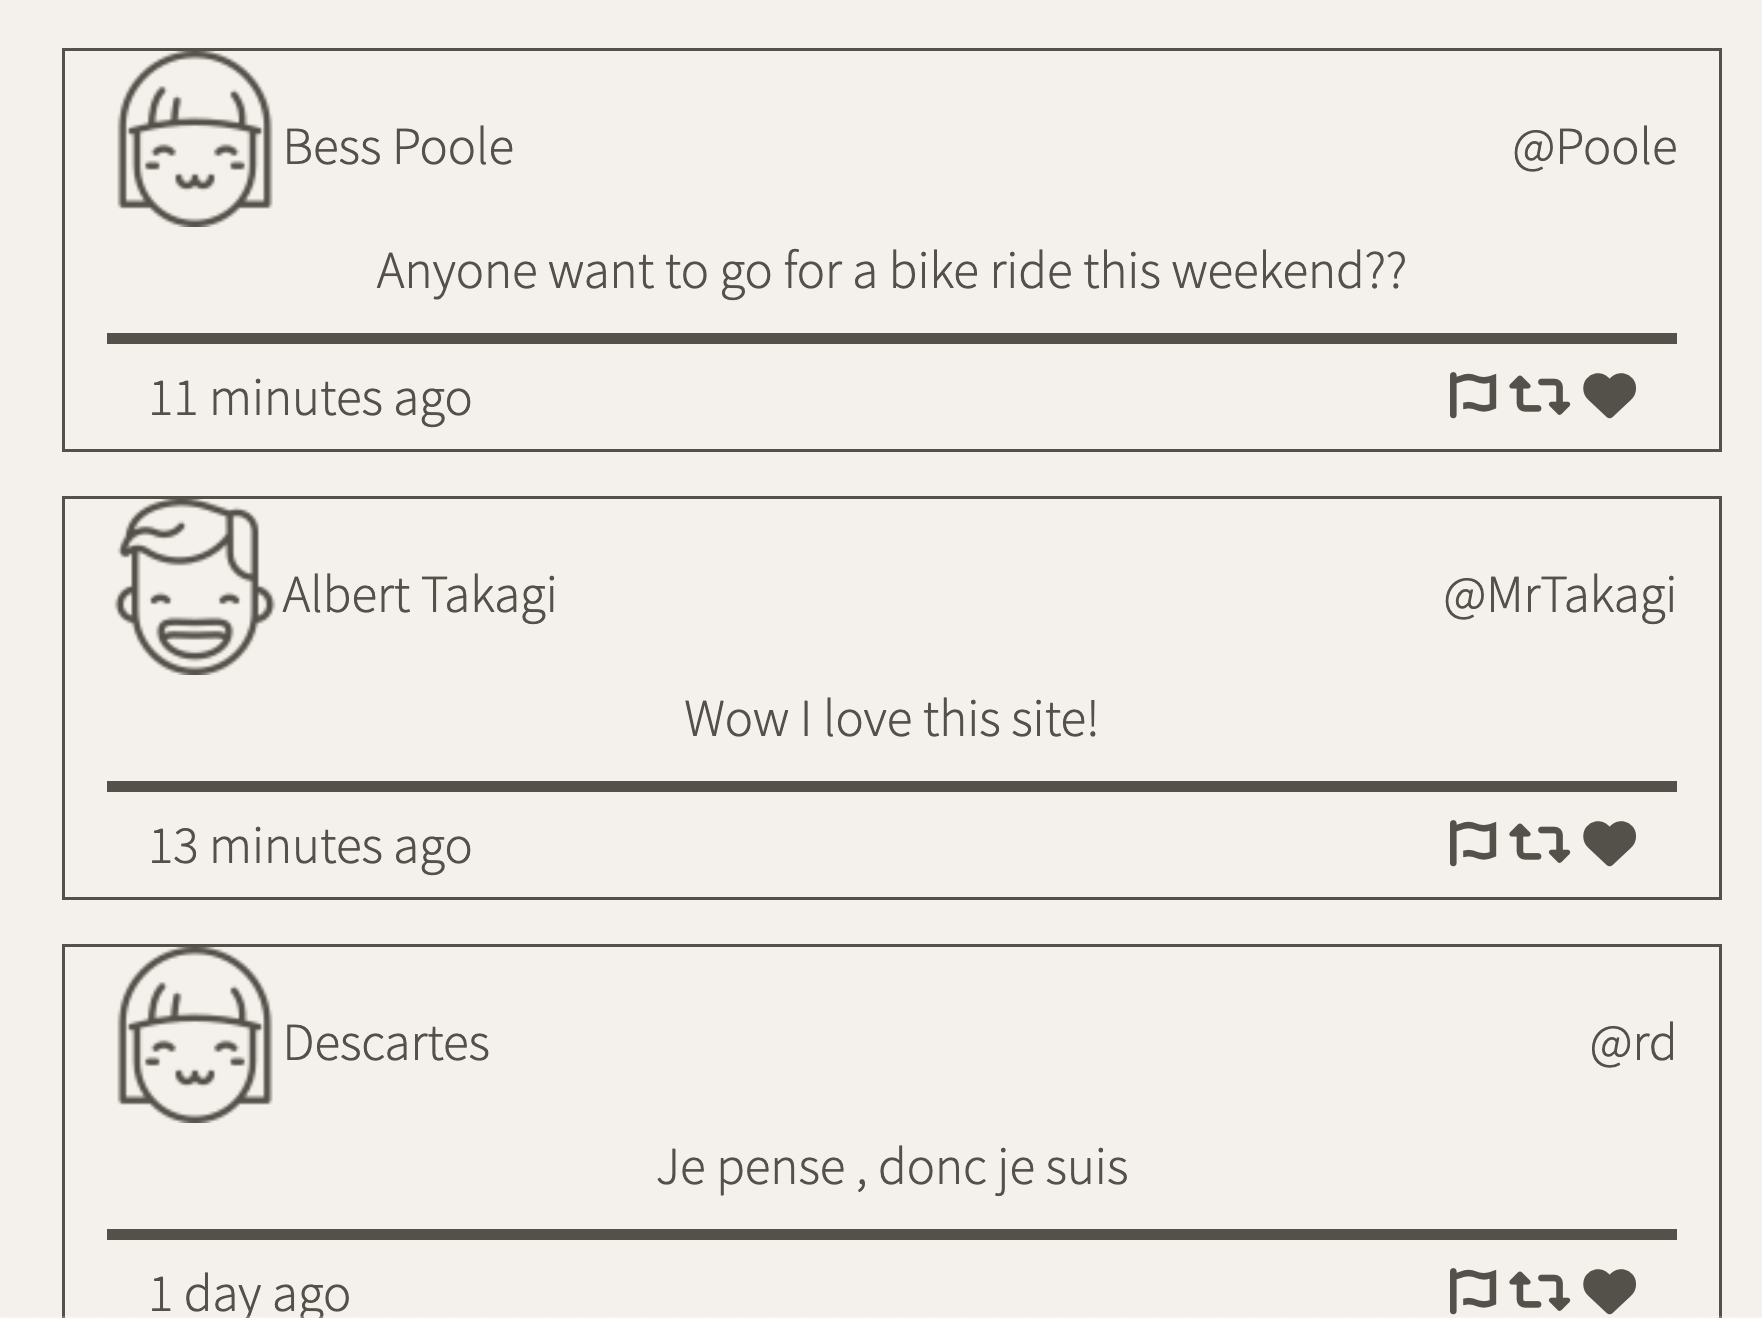 Bess Poole @Poole
Anyone want to go for a bike ride this weekend??
11 minutes ago
Albert Takagi @MrTakagi
Wow I love this site!
13 minutes ago
Descartes @rd
Je pense , donc je suis
1 day ago